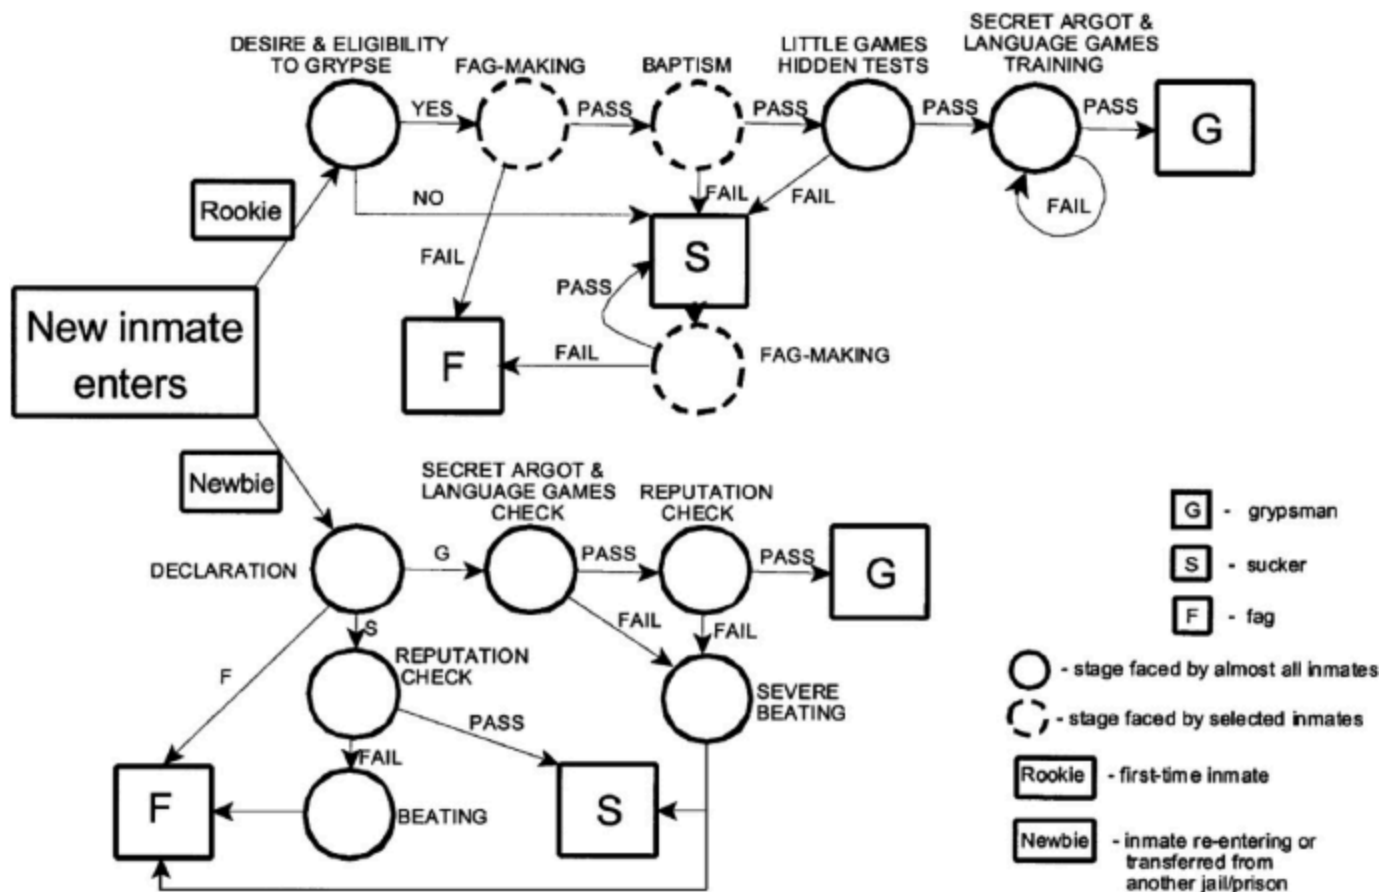 SECRET ARGOT &
LANGUAGE GAMES
TRAINING
DESIRE & ELIGIBILITY
TO GRYPSE
FAG-MAKING
BAPTISM
LITTLE GAMES
HIDDEN TESTS
YES
PASS
PASS
PASS
PASS
G
Rookie
NO
FAIL
FAIL
FAIL
FAIL
S
New inmate
enters
PASS
F
FAIL
FAG-MAKING
Newbie
SECRET ARGOT &
LANGUAGE GAMES
CHECK
REPUTATION
CHECK
DECLARATION
G
PASS
PASS
G
S
FAIL
FAIL
F
REPUTATION
CHECK
PASS
SEVERE
BEATING
FAIL
F
BEATING
S
G - grypsman
S - sucker
F - fag
- stage faced by almost all inmates
- stage faced by selected inmates
Rookie - first-time inmate
Newbie - inmate re-entering or
transferred from
another jail/prison